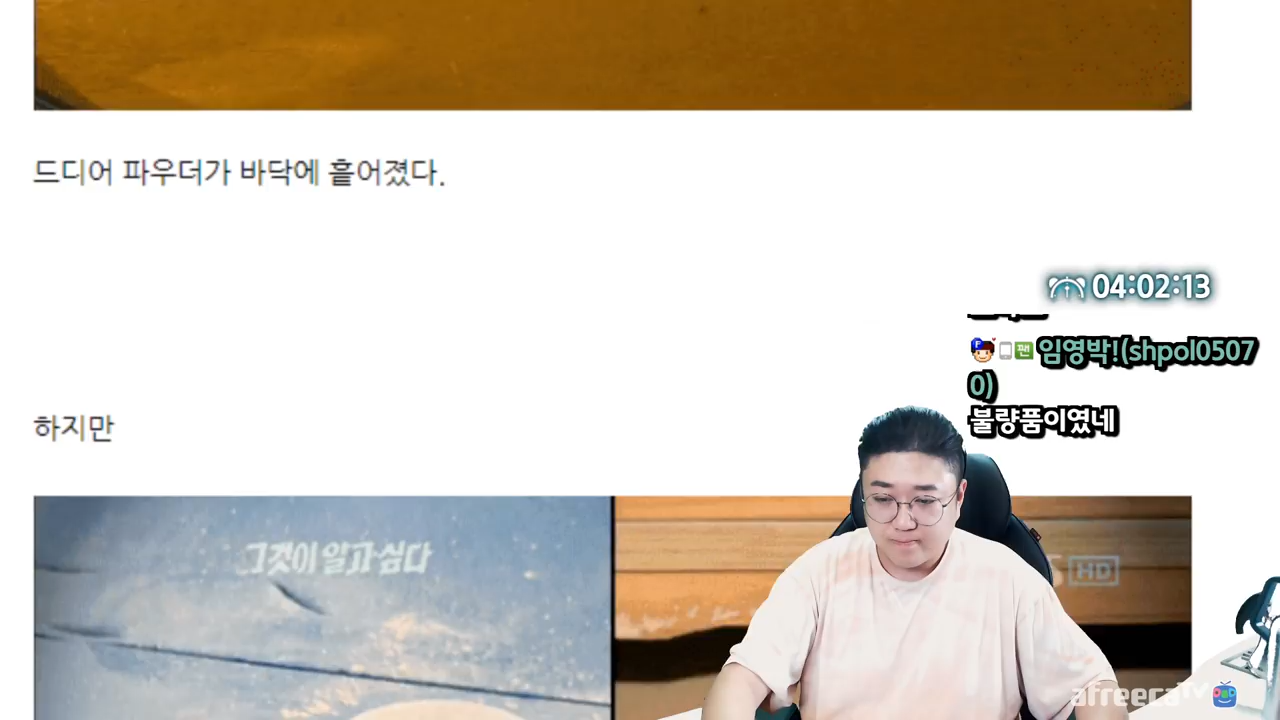 드디어 파우더가 바닥에 흩어졌다.
04:02:13
F 팬 임영박!(shpol0507
0)
불량품이였네
하지만
그것이 알고 싶다
HD
afreecaTV